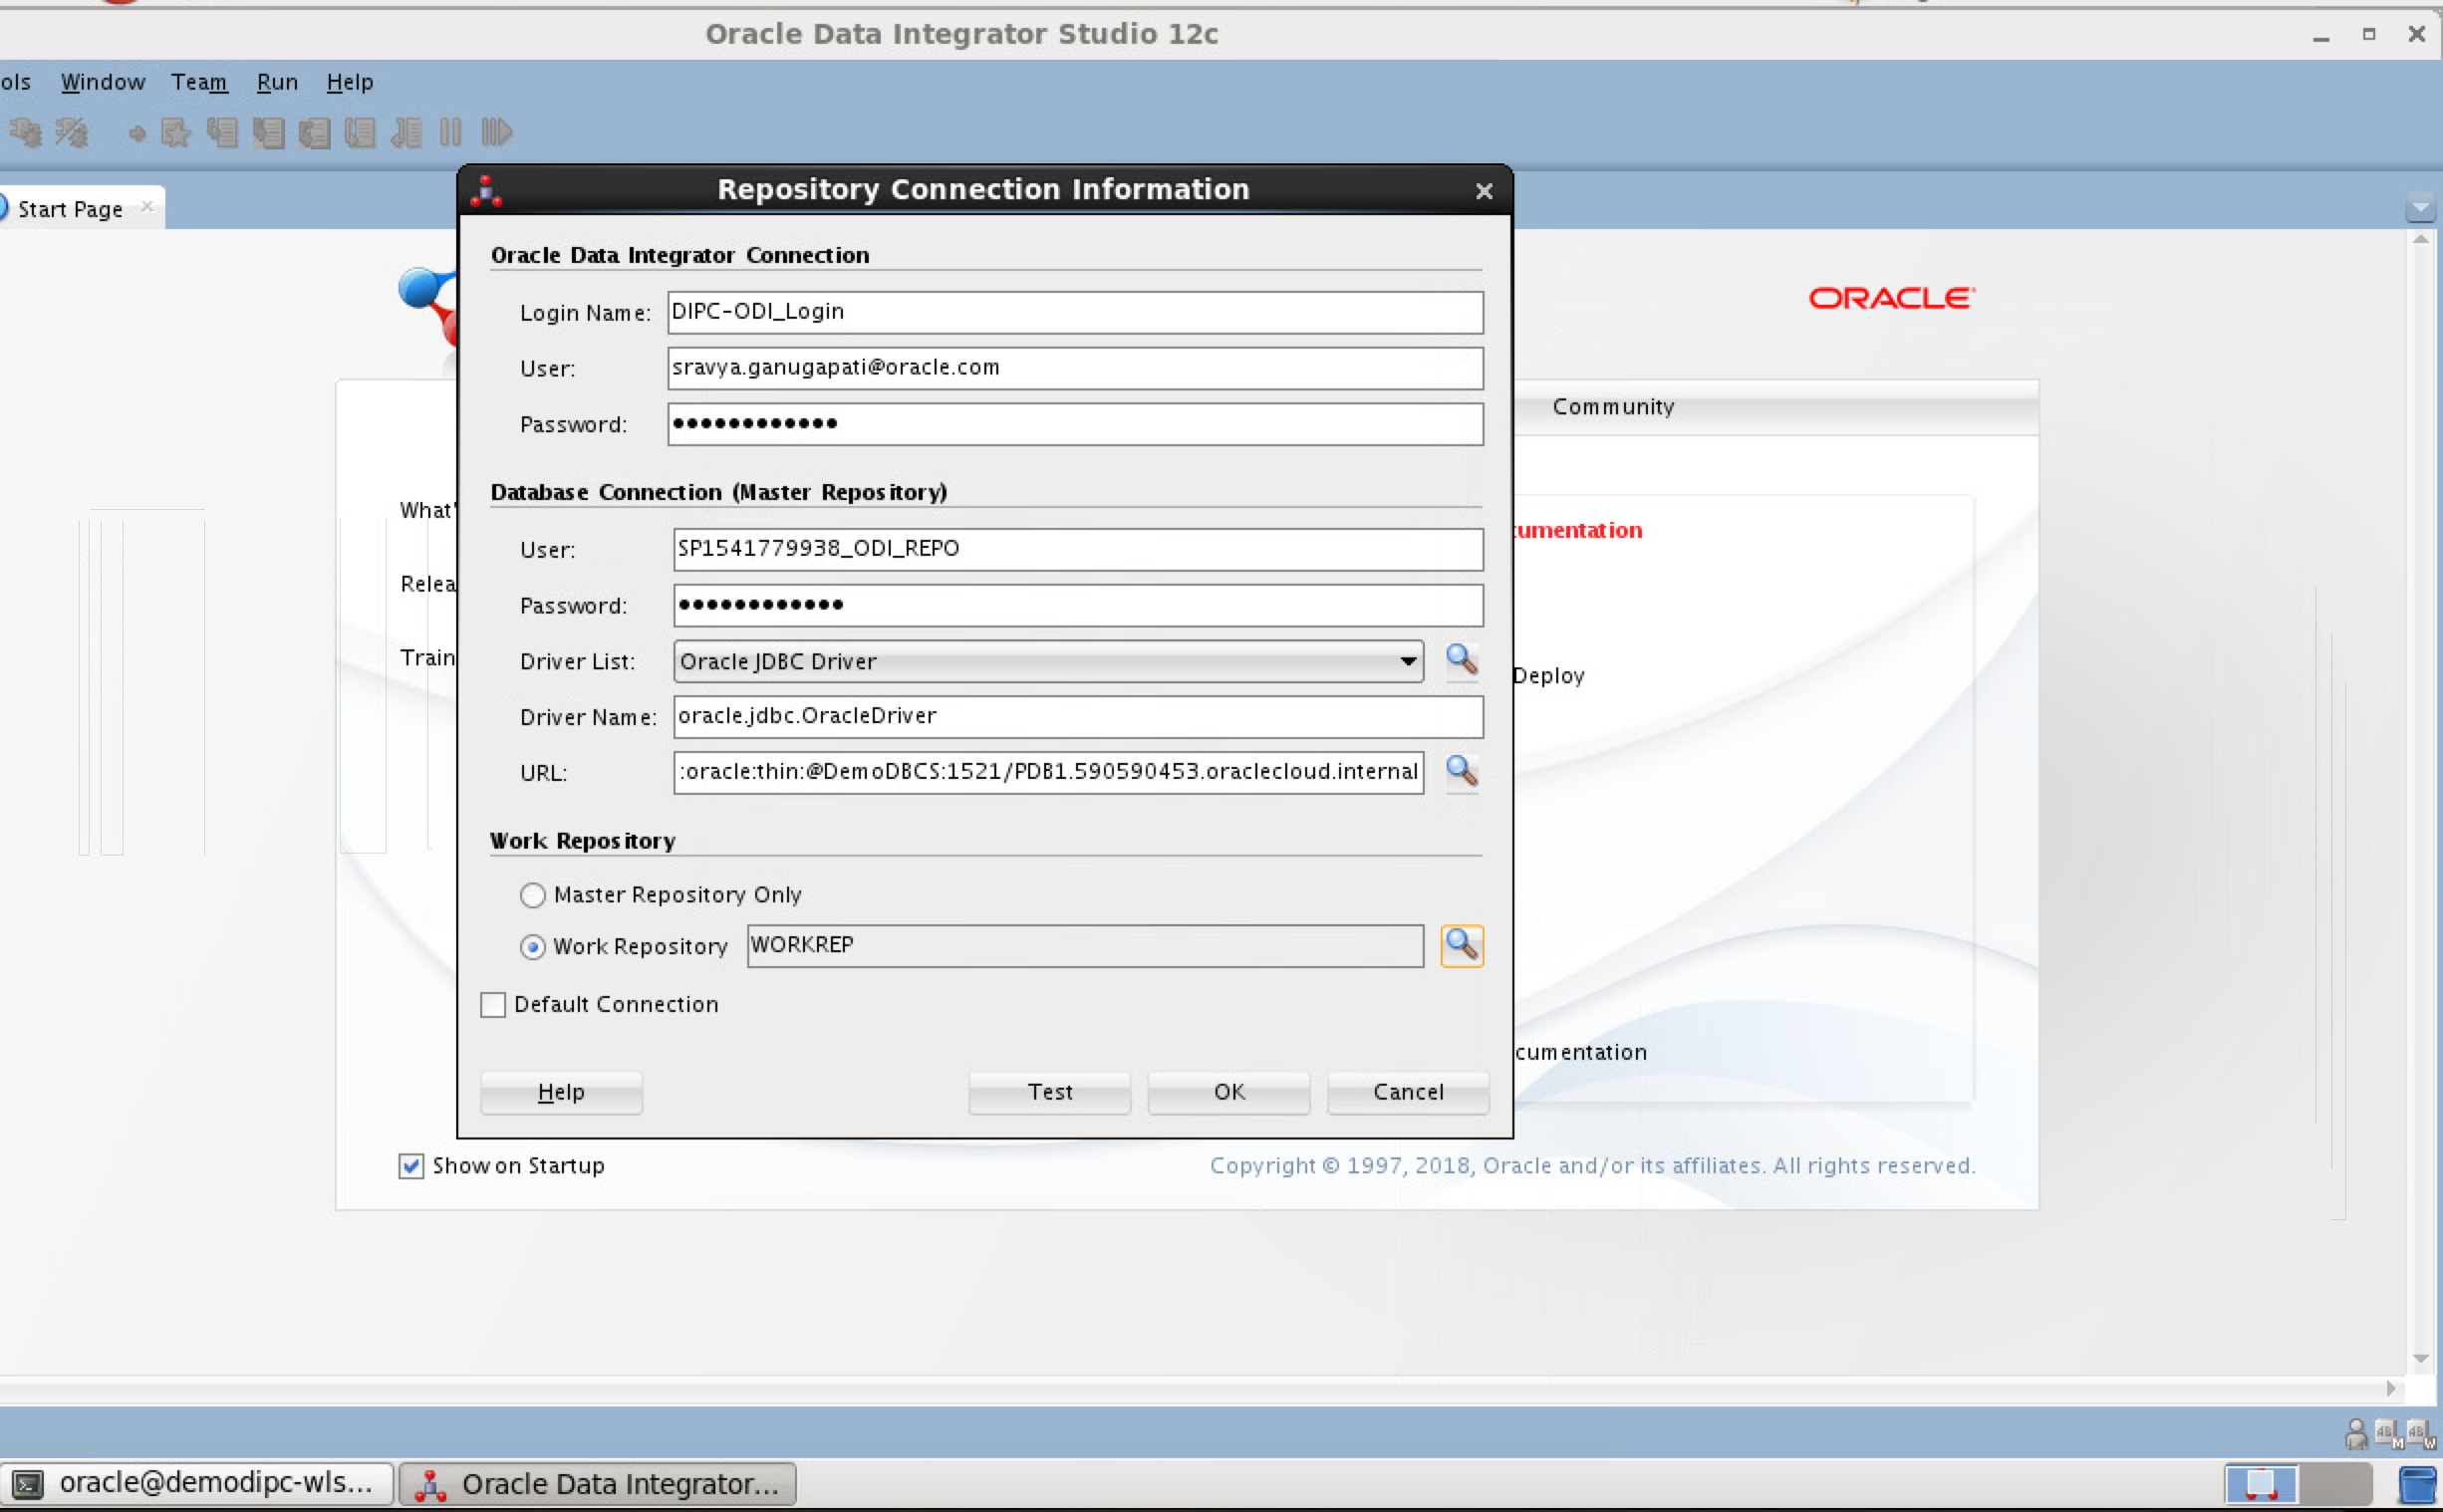 Oracle Data Integrator Studio 12c
ols Window Team Run Help
Start Page
Repository Connection Information
Oracle Data Integrator Connection
Login Name: DIPC-ODI_Login
User: sravya.ganugapati@oracle.com
Password: ••••••••••••
Database Connection (Master Repository)
User: SP1541779938_ODI_REPO
Password: ••••••••••••
Driver List: Oracle JDBC Driver
Driver Name: oracle.jdbc.OracleDriver
URL: :oracle:thin:@DemoDBCS:1521/PDB1.590590453.oraclecloud.internal
Work Repository
Master Repository Only
Work Repository WORKREP
Default Connection
Help Test OK Cancel
ORACLE
Community
What'
umentation
Relea
Train
Deploy
cumentation
Show on Startup
Copyright © 1997, 2018, Oracle and/or its affiliates. All rights reserved.
oracle@demodipc-wls... Oracle Data Integrator...